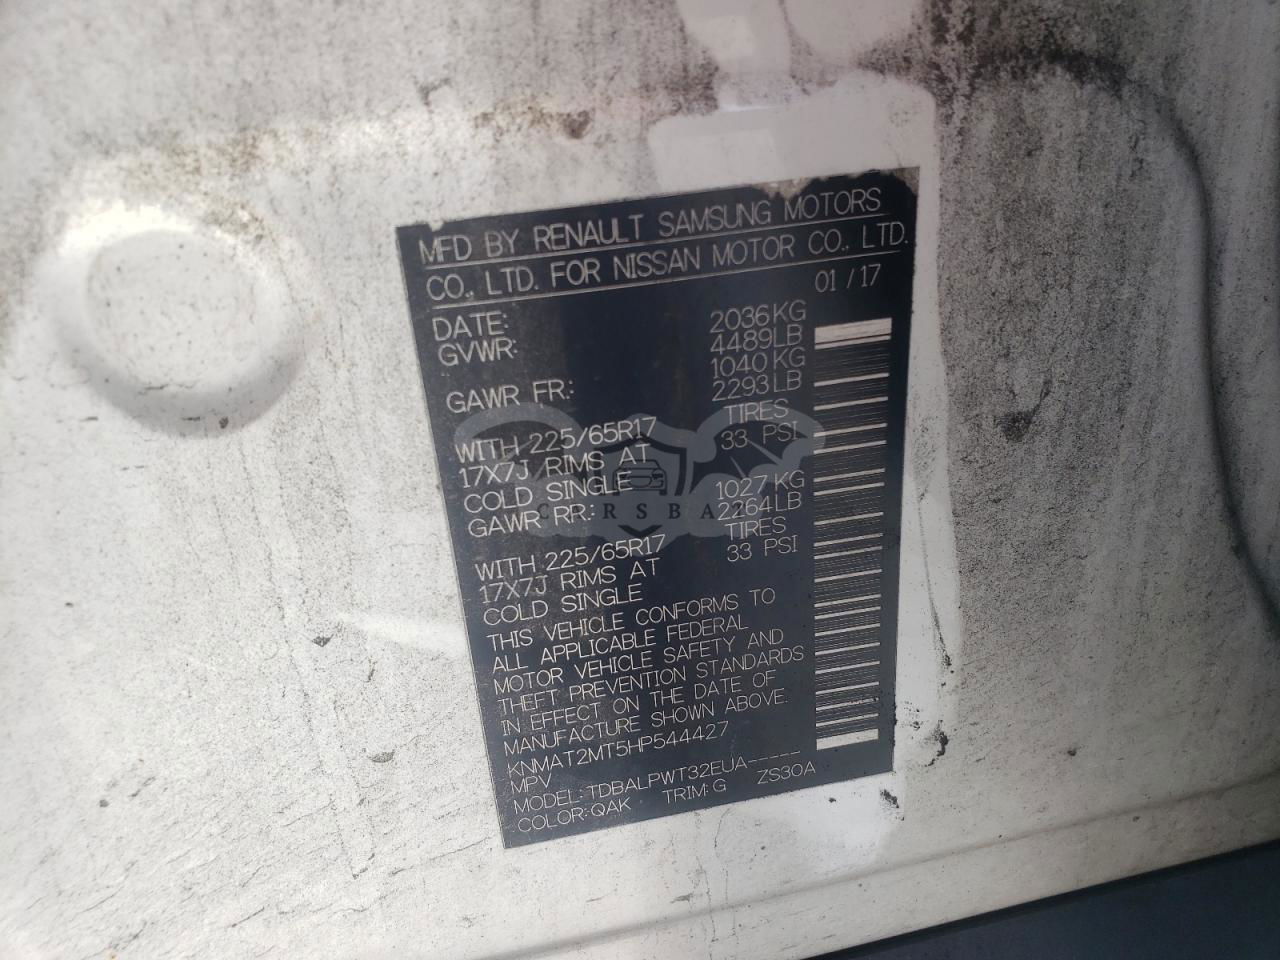 MFD BY RENAULT SAMSUNG MOTORS
CO., LTD. FOR NISSAN MOTOR CO., LTD.
DATE: 01/17
GVWR: 2036KG
4489LB
GAWR FR: 1040KG
2293LB
WITH 225/65R17 TIRES
17X7J RIMS AT 33 PSI
COLD SINGLE
GAWR RR: 1027KG
2264LB
WITH 225/65R17 TIRES
17X7J RIMS AT 33 PSI
COLD SINGLE
THIS VEHICLE CONFORMS TO
ALL APPLICABLE FEDERAL
MOTOR VEHICLE SAFETY AND
THEFT PREVENTION STANDARDS
IN EFFECT ON THE DATE OF
MANUFACTURE SHOWN ABOVE.
KNMAT2MT5HP544427
MPV
MODEL:TDBALPWT32EUA-----
COLOR:QAK TRIM:G ZS30A